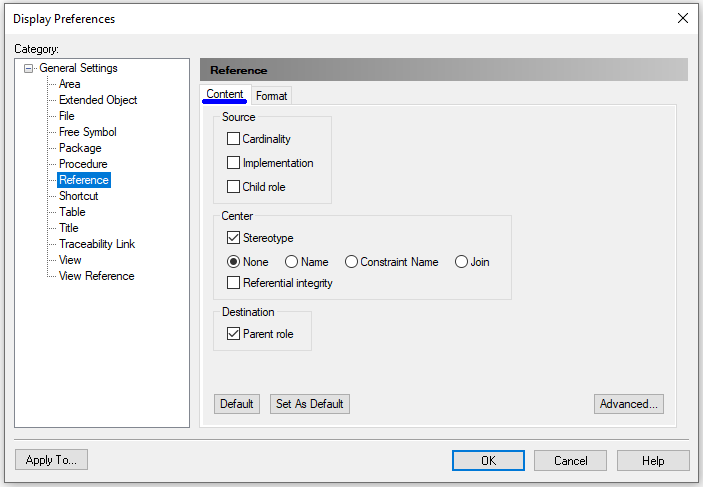 Display Preferences
Category:
General Settings
Area
Extended Object
File
Free Symbol
Package
Procedure
Reference
Shortcut
Table
Title
Traceability Link
View
View Reference
Reference
Content Format
Source
Cardinality
Implementation
Child role
Center
Stereotype
None Name Constraint Name Join
Referential integrity
Destination
Parent role
Default Set As Default Advanced...
Apply To... OK Cancel Help